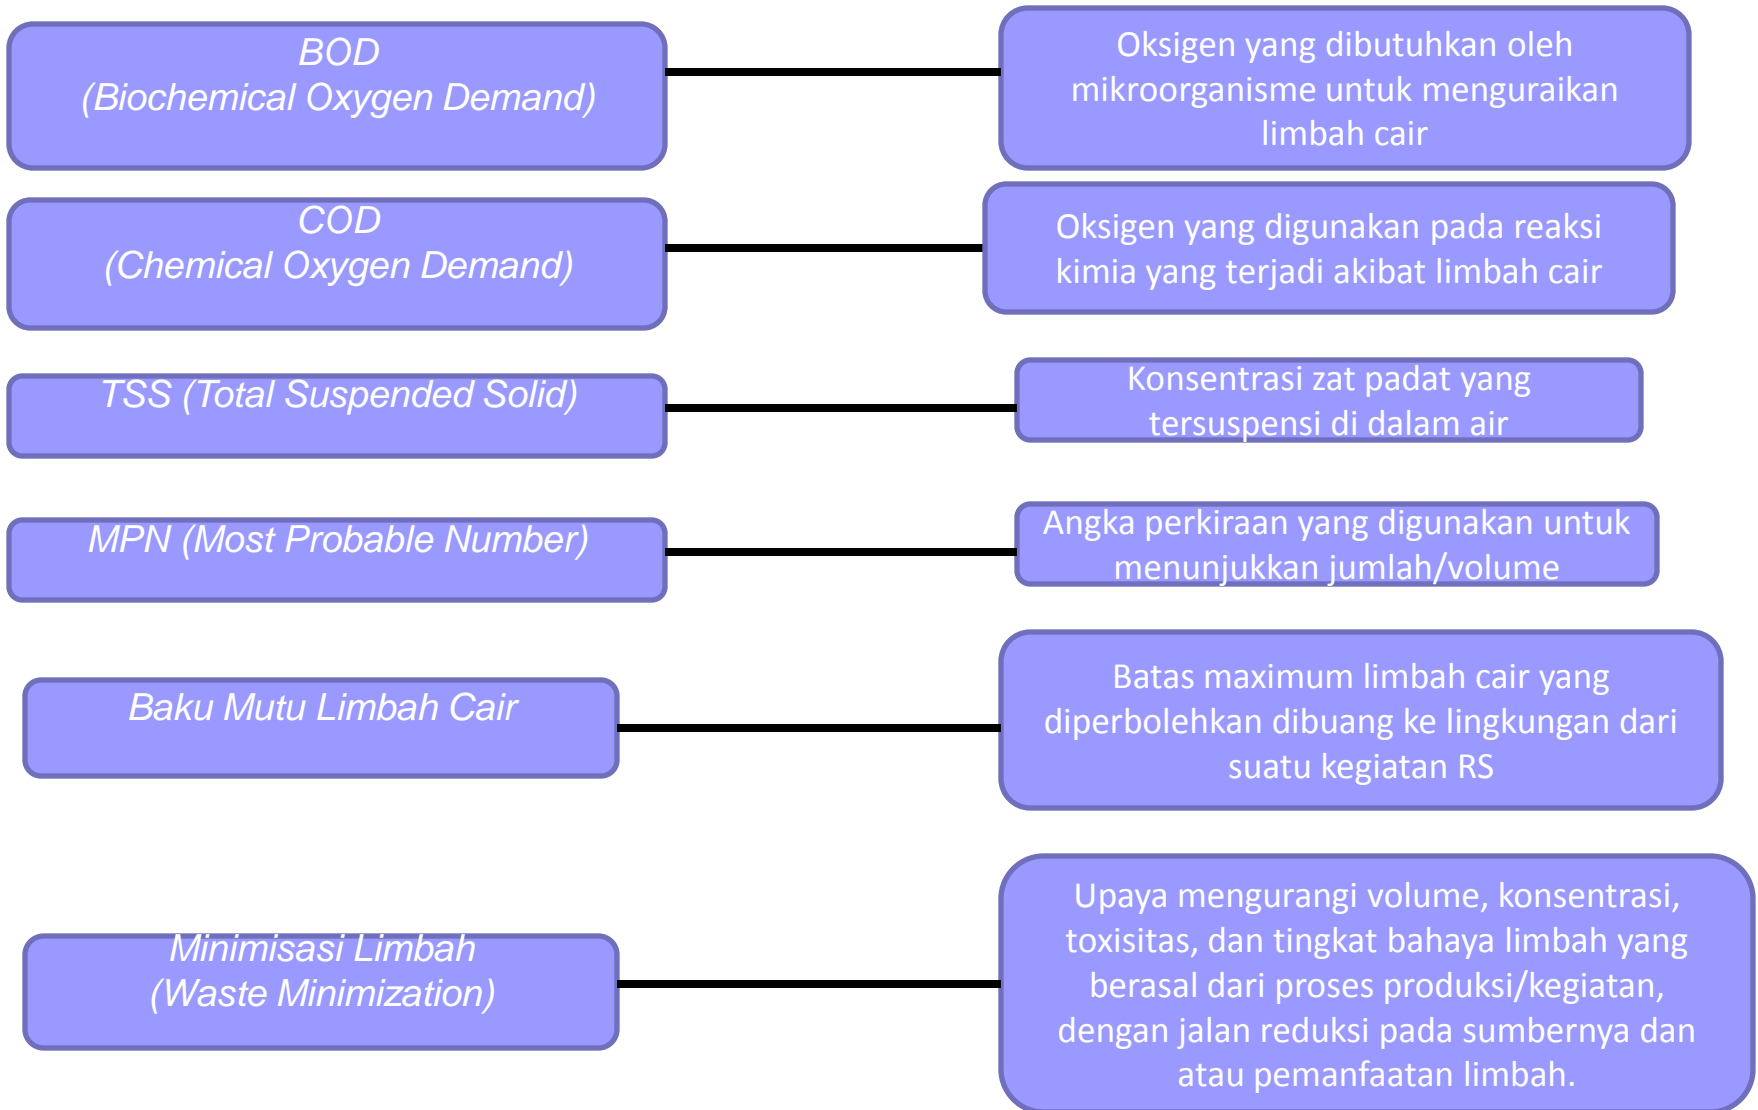 BOD
(Biochemical Oxygen Demand)
Oksigen yang dibutuhkan oleh
mikroorganisme untuk menguraikan
limbah cair
COD
(Chemical Oxygen Demand)
Oksigen yang digunakan pada reaksi
kimia yang terjadi akibat limbah cair
TSS (Total Suspended Solid)
Konsentrasi zat padat yang
tersuspensi di dalam air
MPN (Most Probable Number)
Angka perkiraan yang digunakan untuk
menunjukkan jumlah/volume
Baku Mutu Limbah Cair
Batas maximum limbah cair yang
diperbolehkan dibuang ke lingkungan dari
suatu kegiatan RS
Minimisasi Limbah
(Waste Minimization)
Upaya mengurangi volume, konsentrasi,
toxisitas, dan tingkat bahaya limbah yang
berasal dari proses produksi/kegiatan,
dengan jalan reduksi pada sumbernya dan
atau pemanfaatan limbah.